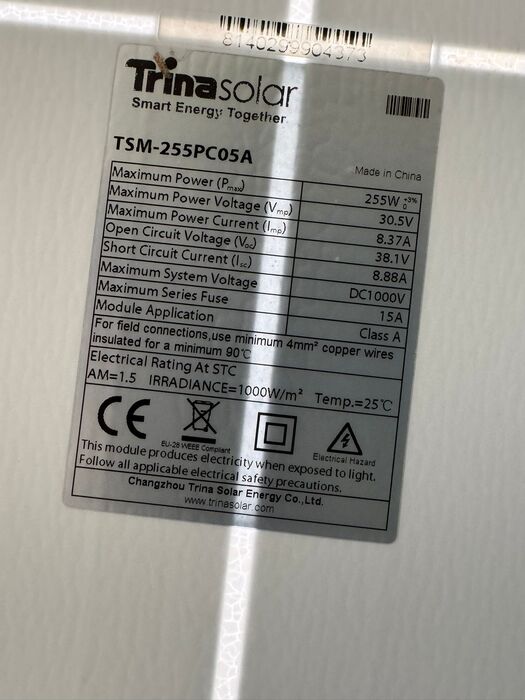 8140299904373
Trinasolar
Smart Energy Together
TSM-255PC05A
Made in China
Maximum Power (Pmax) 255W +3% 0
Maximum Power Voltage (Vmp) 30.5V
Maximum Power Current (Imp) 8.37A
Open Circuit Voltage (Voc) 38.1V
Short Circuit Current (Isc) 8.88A
Maximum System Voltage DC1000V
Maximum Series Fuse 15A
Module Application Class A
For field connections,use minimum 4mm² copper wires
insulated for a minimum 90℃
Electrical Rating At STC
AM=1.5 IRRADIANCE=1000W/m² Temp.=25℃
CE
EU-28 WEEE Compliant
Electrical Hazard
This module produces electricity when exposed to light.
Follow all applicable electrical safety precautions.
Changzhou Trina Solar Energy Co.,Ltd.
www.trinasolar.com